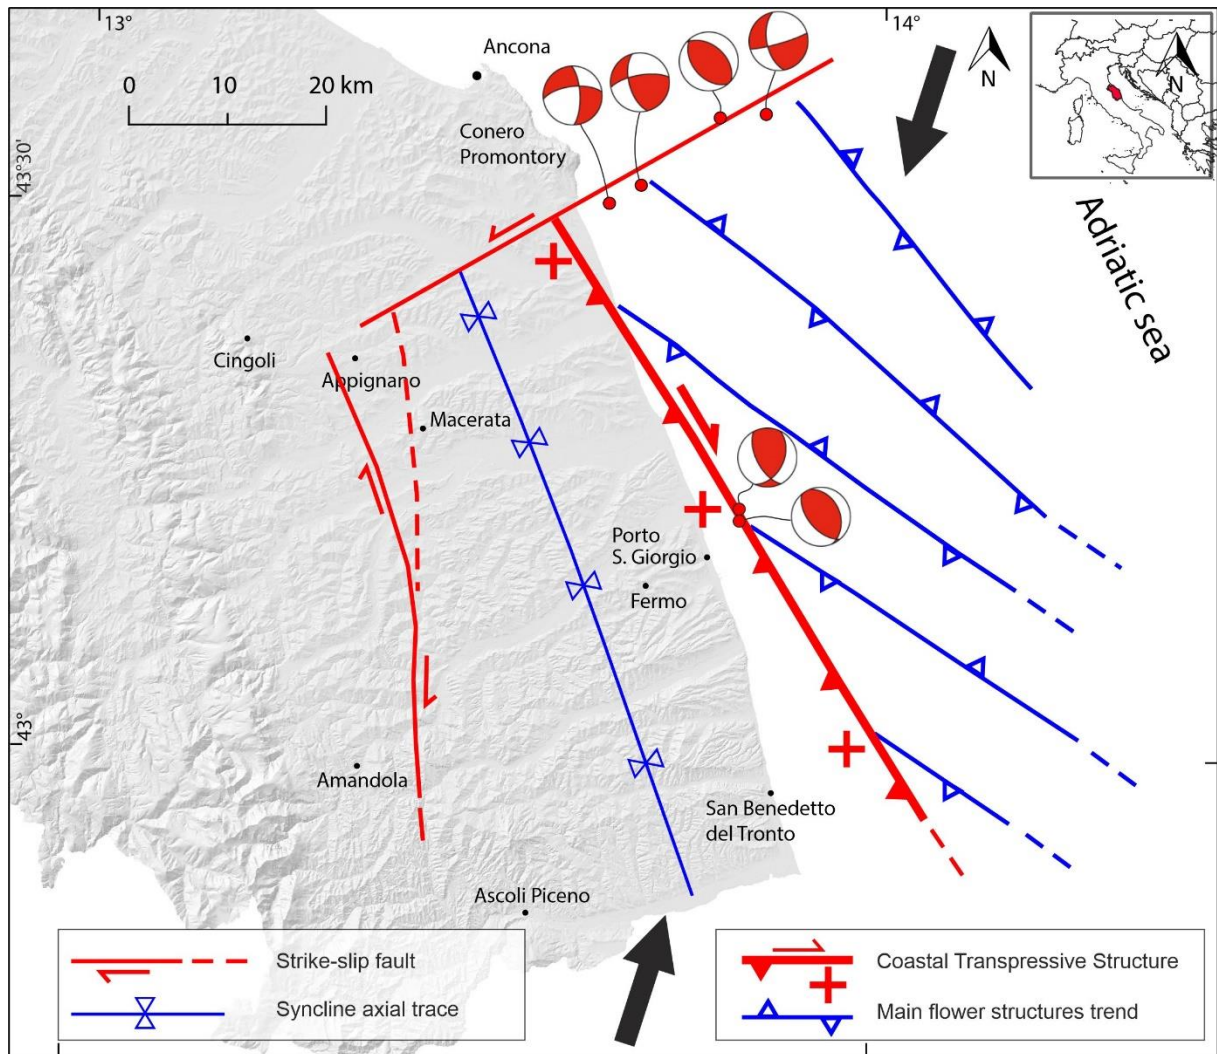 13°
14°
Ancona
0 10 20 km
N
N
Conero
Promontory
43°30'
Adriatic sea
Cingoli
Appignano
Macerata
Porto
S. Giorgio
Fermo
43°
Amandola
San Benedetto
del Tronto
Ascoli Piceno
Strike-slip fault
Syncline axial trace
Coastal Transpressive Structure
Main flower structures trend